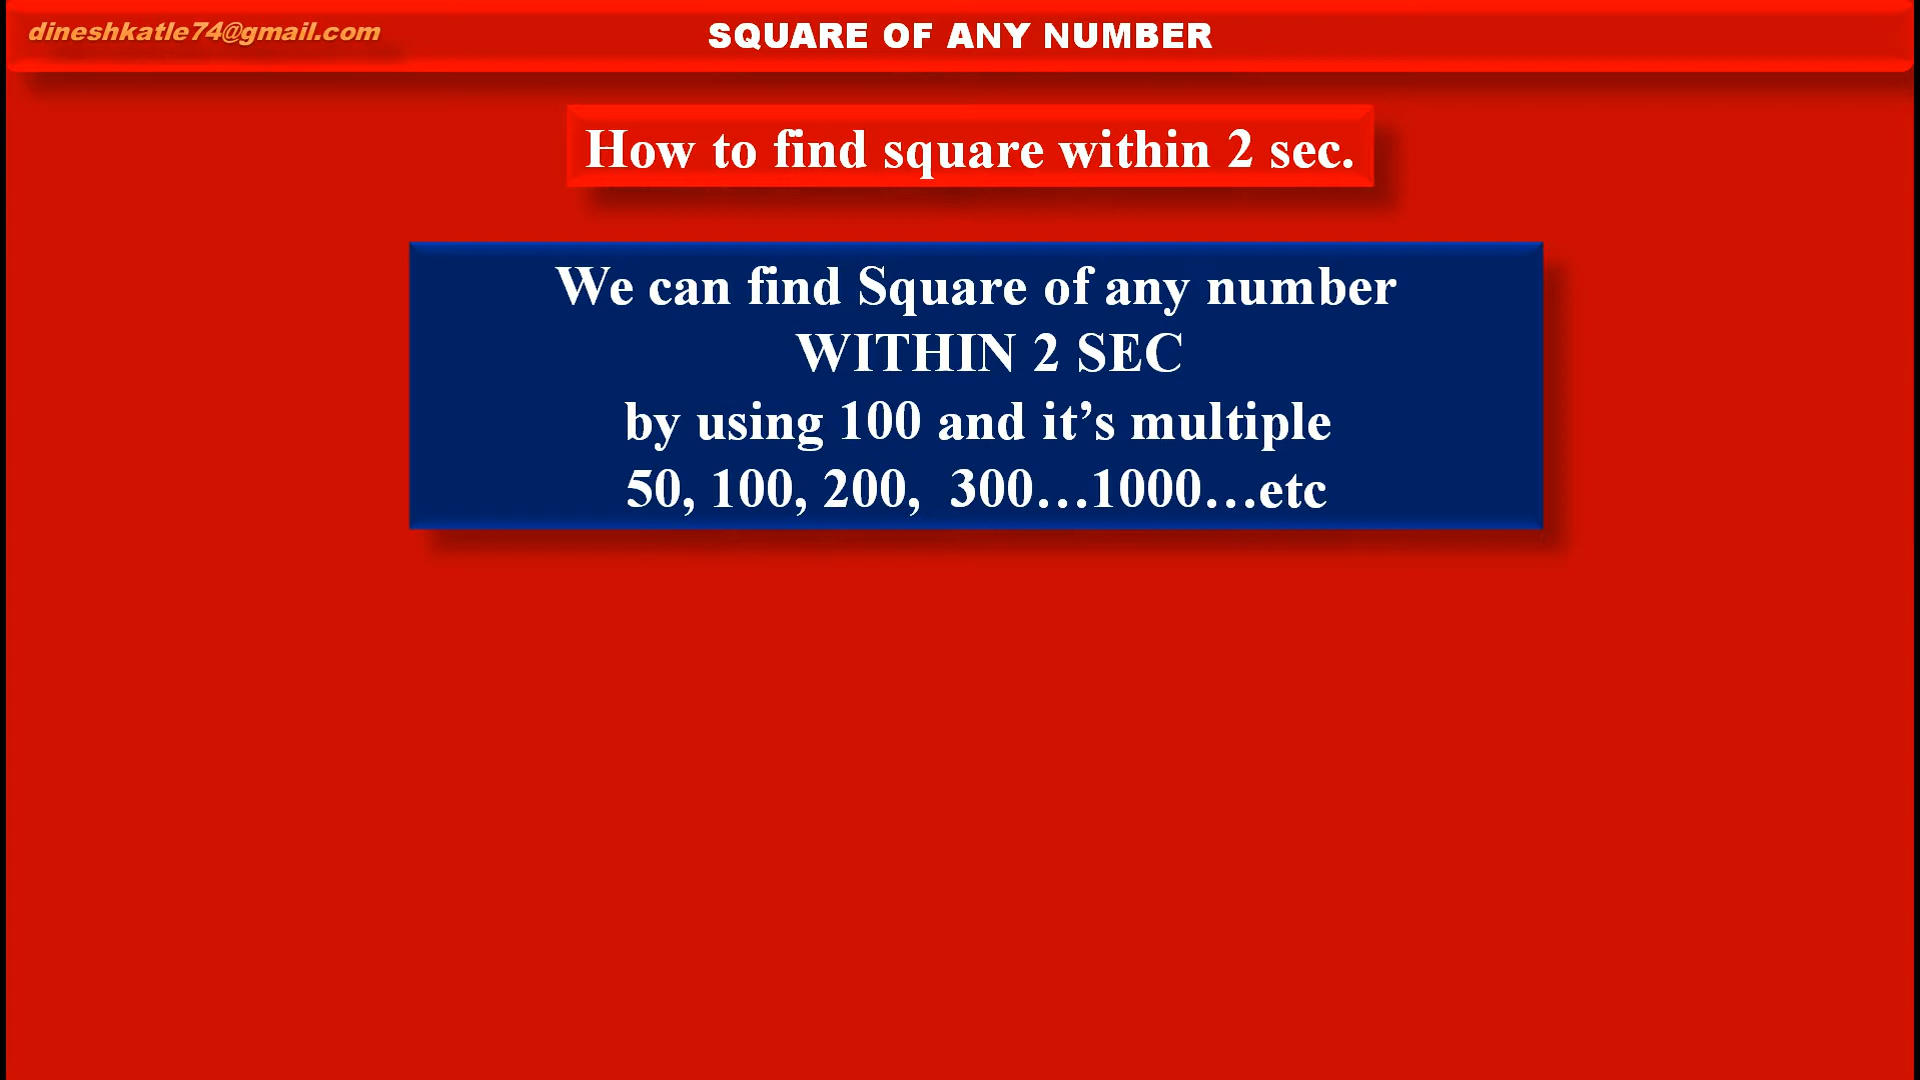 dineshkatle74@gmail.com
SQUARE OF ANY NUMBER
How to find square within 2 sec.
We can find Square of any number
WITHIN 2 SEC
by using 100 and it’s multiple
50, 100, 200,  300…1000…etc